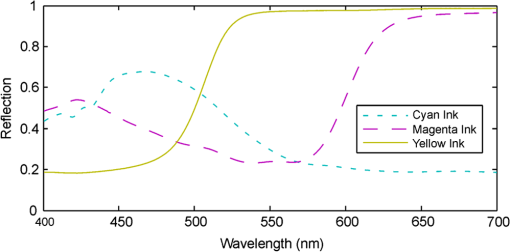 1
0.8
0.6
0.4
0.2
0
Reflection
Cyan Ink
Magenta Ink
Yellow Ink
400 450 500 550 600 650 700
Wavelength (nm)